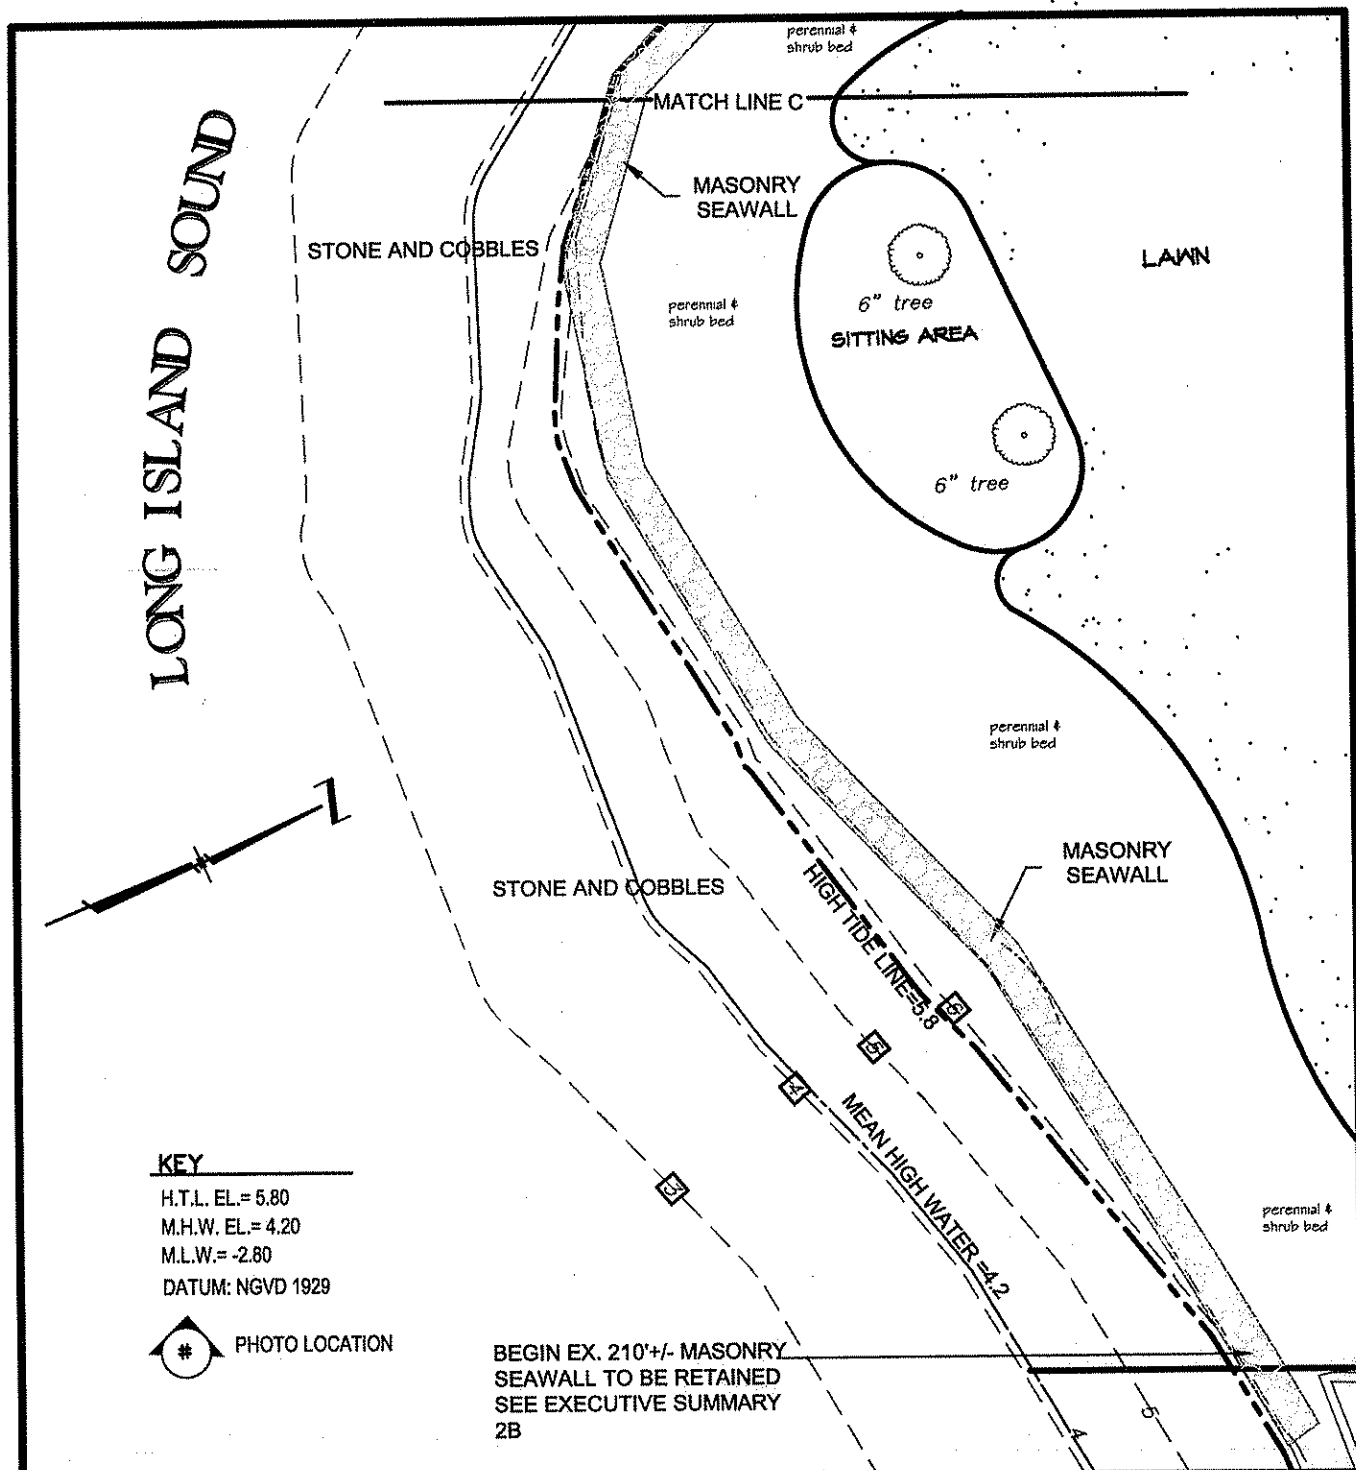 perennial &
shrub bed
MATCH LINE C
LONG ISLAND SOUND
MASONRY
SEAWALL
STONE AND COBBLES
LAWN
perennial &
shrub bed
6" tree
SITTING AREA
6" tree
perennial &
shrub bed
Z
MASONRY
SEAWALL
STONE AND COBBLES
HIGH TIDE LINE=5.8
6
5
4
3
MEAN HIGH WATER =4.2
KEY
H.T.L. EL.= 5.80
M.H.W. EL.= 4.20
M.L.W.= -2.80
DATUM: NGVD 1929
# PHOTO LOCATION
perennial &
shrub bed
BEGIN EX. 210'+/- MASONRY
SEAWALL TO BE RETAINED
SEE EXECUTIVE SUMMARY
2B
4
5